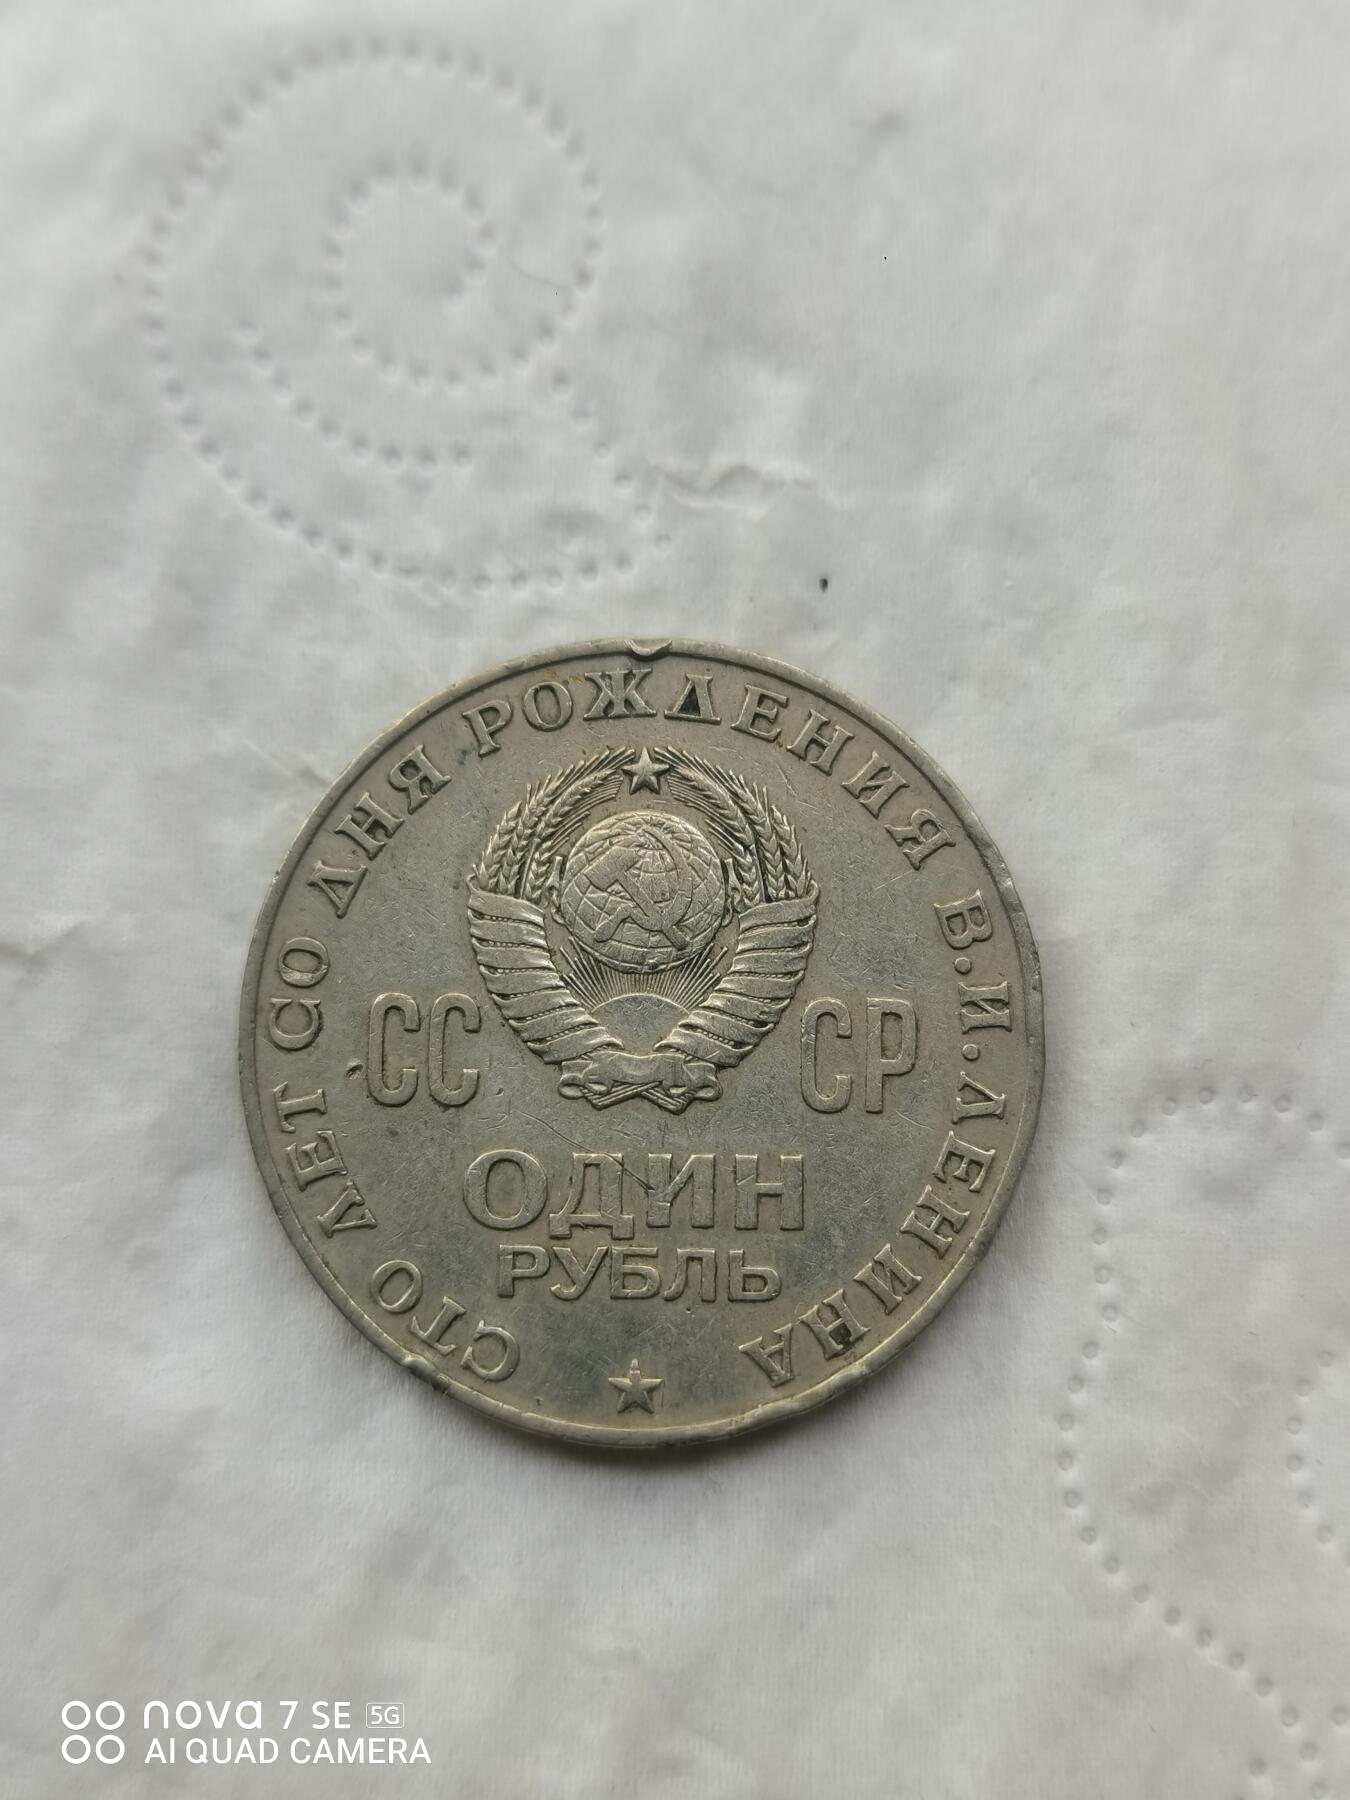 СТО ЛЕТ СО ДНЯ РОЖДЕНИЯ В.И.ЛЕНИНА
СС СР
ОДИН
РУБЛЬ
nova 7 SE 5G
AI QUAD CAMERA